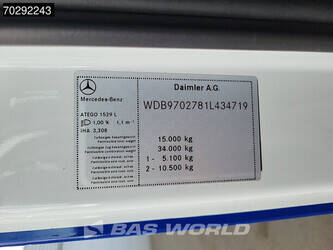 70292243
Daimler A.G.
Mercedes-Benz
WDB9702781L434719
ATEGO 1529 L
1,00 % 1,1 m⁻¹
IHA 3,308
15.000 kg
34.000 kg
1 - 5.100 kg
2 - 10.500 kg
BAS WORLD